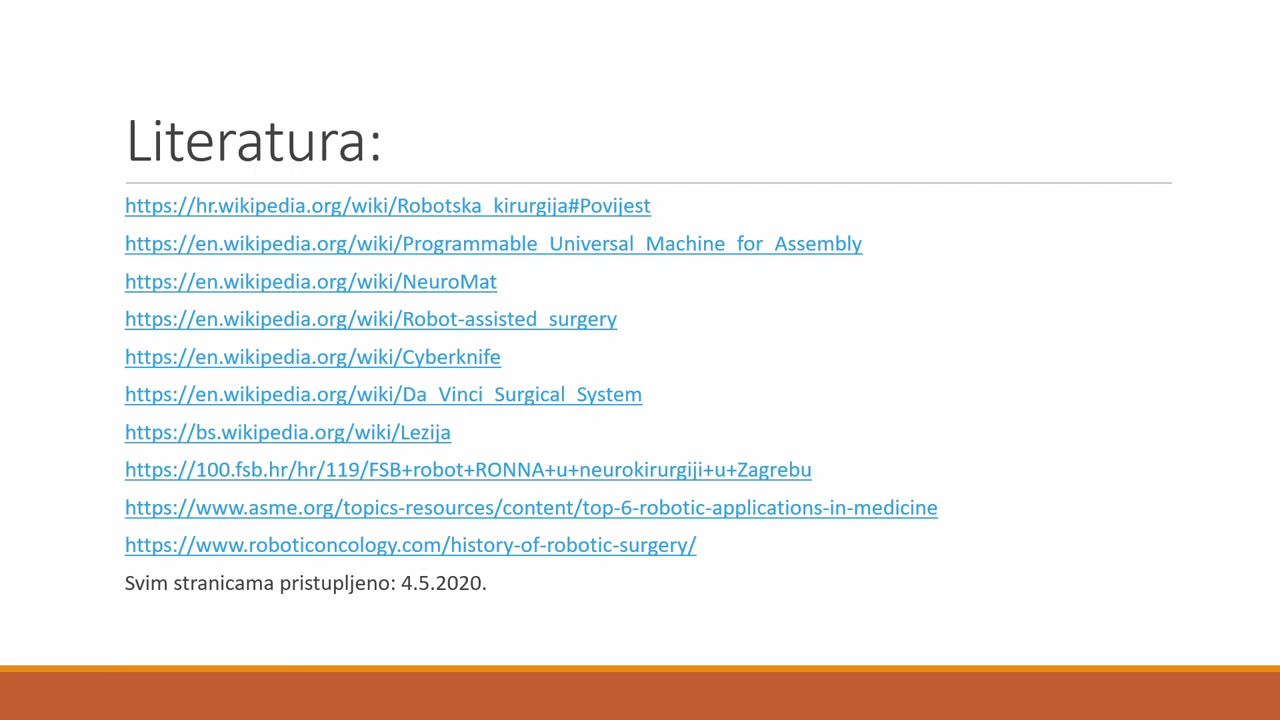 Literatura:
https://hr.wikipedia.org/wiki/Robotska_kirurgija#Povijest
https://en.wikipedia.org/wiki/Programmable_Universal_Machine_for_Assembly
https://en.wikipedia.org/wiki/NeuroMat
https://en.wikipedia.org/wiki/Robot-assisted_surgery
https://en.wikipedia.org/wiki/Cyberknife
https://en.wikipedia.org/wiki/Da_Vinci_Surgical_System
https://bs.wikipedia.org/wiki/Lezija
https://100.fsb.hr/hr/119/FSB+robot+RONNA+u+neurokirurgiji+u+Zagrebu
https://www.asme.org/topics-resources/content/top-6-robotic-applications-in-medicine
https://www.roboticoncology.com/history-of-robotic-surgery/
Svim stranicama pristupljeno: 4.5.2020.